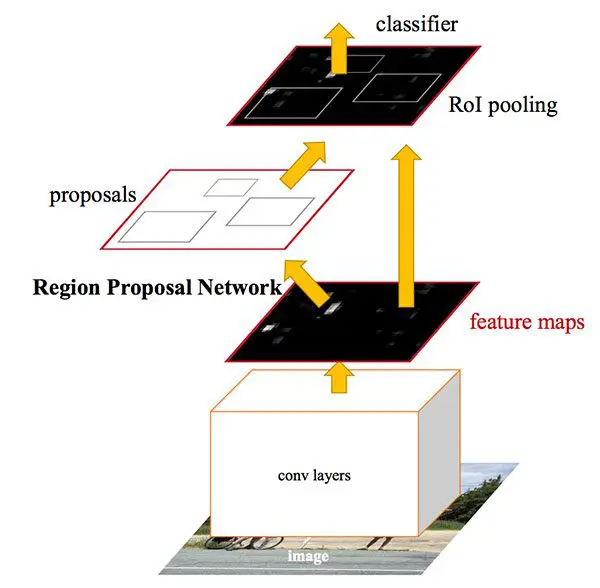 classifier
RoI pooling
proposals
Region Proposal Network
feature maps
conv layers
image